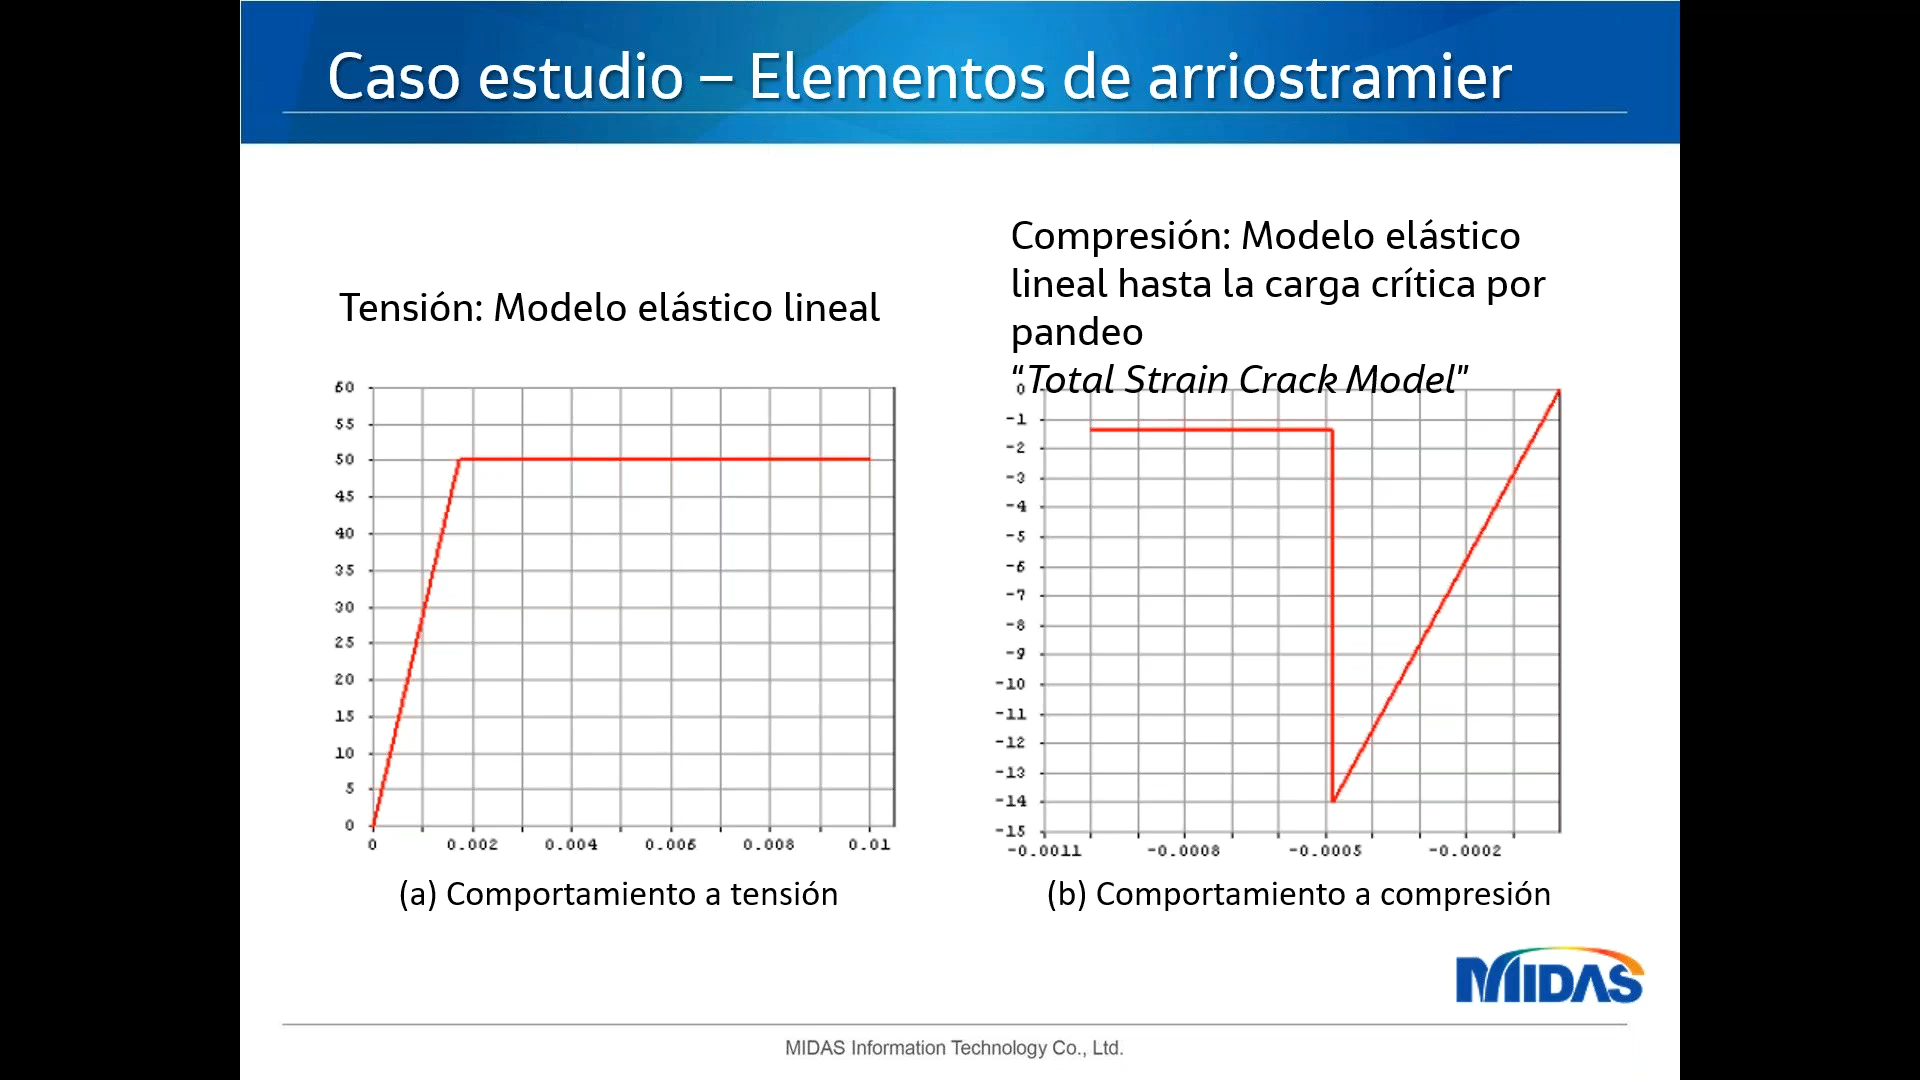 Caso estudio – Elementos de arriostramier
Tensión: Modelo elástico lineal
Compresión: Modelo elástico
lineal hasta la carga crítica por
pandeo
“Total Strain Crack Model”
60
55
50
45
40
35
30
25
20
15
10
5
0
0 0.002 0.004 0.006 0.008 0.01
(a) Comportamiento a tensión
0
-1
-2
-3
-4
-5
-6
-7
-8
-9
-10
-11
-12
-13
-14
-15
-0.0011 -0.0008 -0.0005 -0.0002
(b) Comportamiento a compresión
MIDAS
MIDAS Information Technology Co., Ltd.